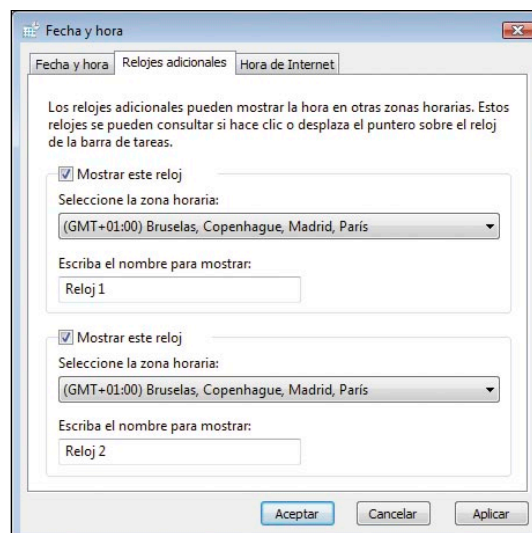 Fecha y hora
Fecha y hora Relojes adicionales Hora de Internet
Los relojes adicionales pueden mostrar la hora en otras zonas horarias. Estos
relojes se pueden consultar si hace clic o desplaza el puntero sobre el reloj
de la barra de tareas.
Mostrar este reloj
Seleccione la zona horaria:
(GMT+01:00) Bruselas, Copenhague, Madrid, París
Escriba el nombre para mostrar:
Reloj 1
Mostrar este reloj
Seleccione la zona horaria:
(GMT+01:00) Bruselas, Copenhague, Madrid, París
Escriba el nombre para mostrar:
Reloj 2
Aceptar Cancelar Aplicar